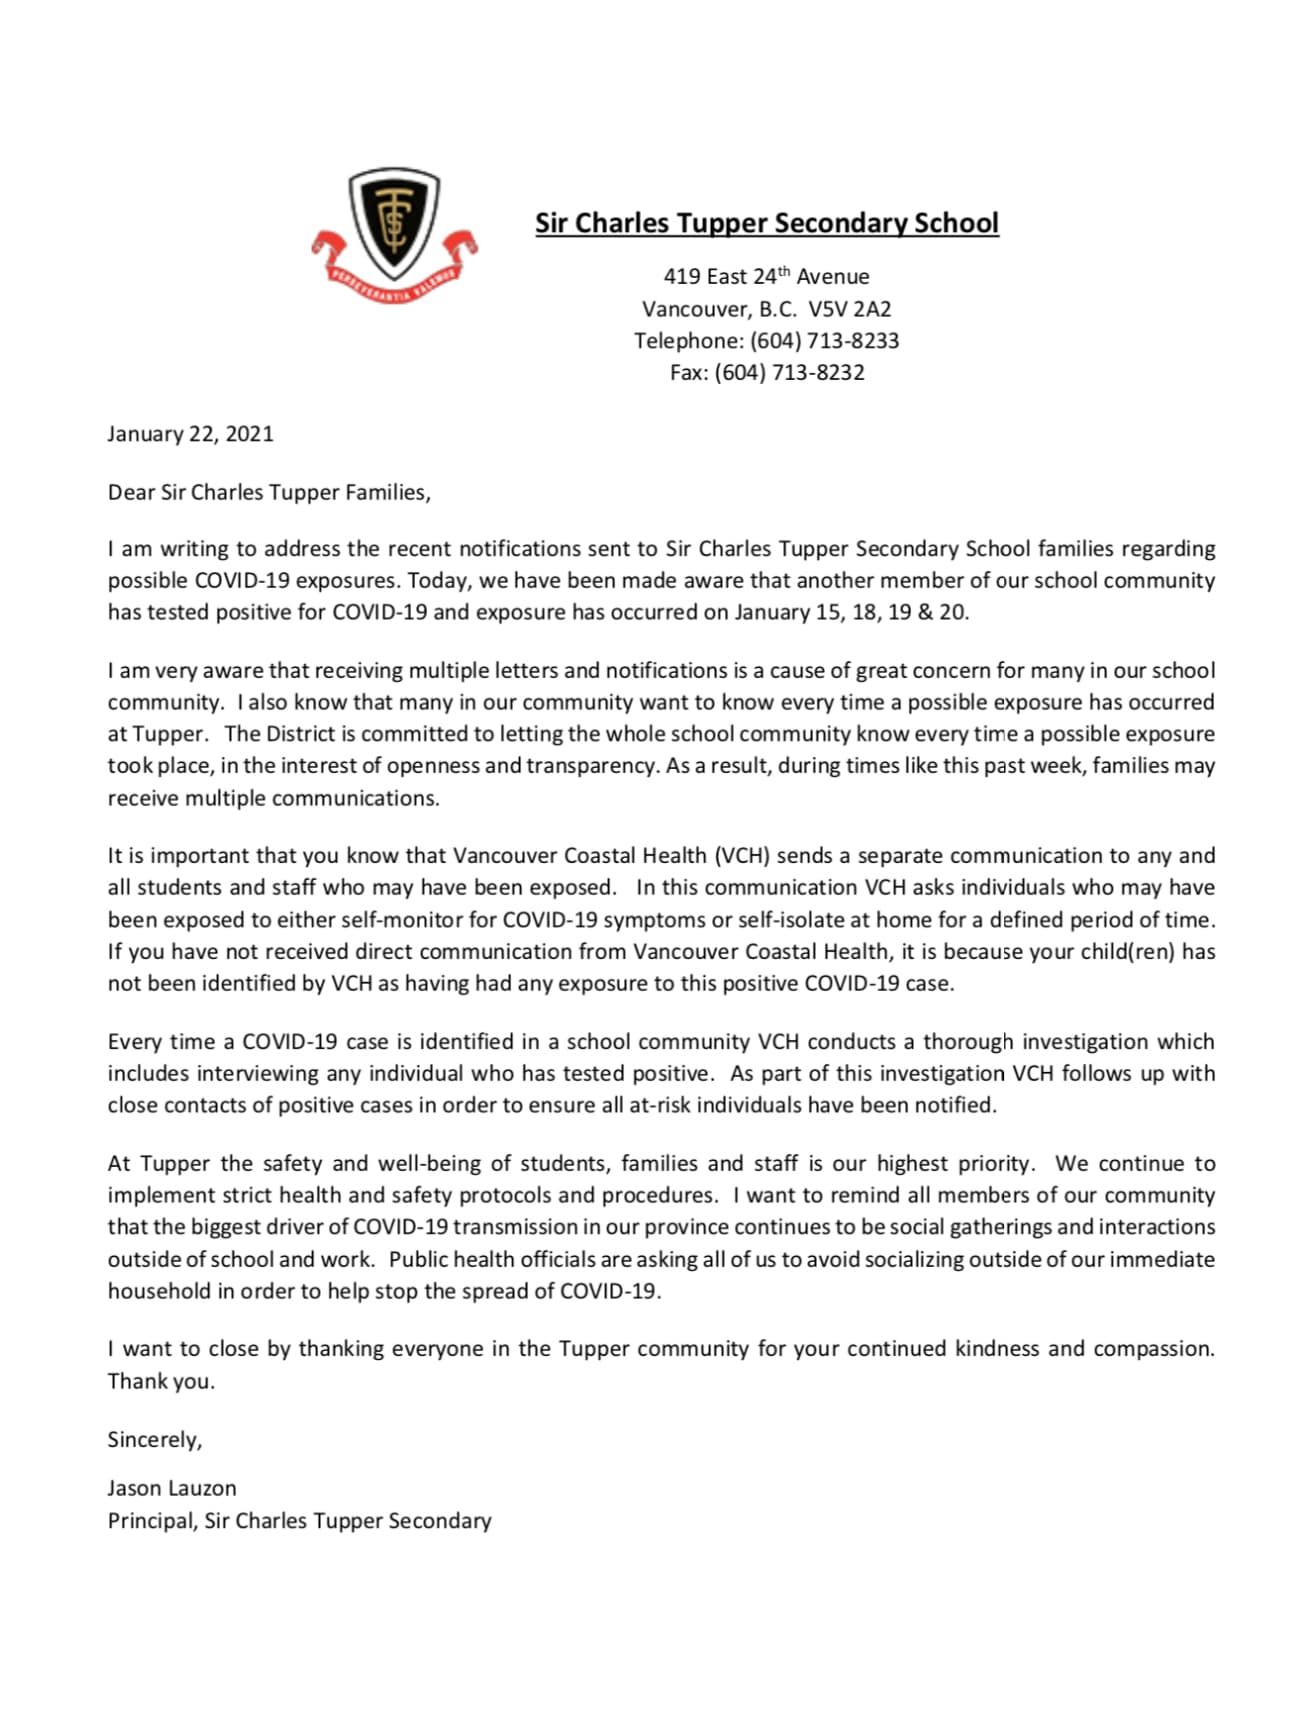 PERSEVERANTIA VALEMUS
Sir Charles Tupper Secondary School
419 East 24th Avenue
Vancouver, B.C. V5V 2A2
Telephone: (604) 713-8233
Fax: (604) 713-8232
January 22, 2021
Dear Sir Charles Tupper Families,
I am writing to address the recent notifications sent to Sir Charles Tupper Secondary School families regarding
possible COVID-19 exposures. Today, we have been made aware that another member of our school community
has tested positive for COVID-19 and exposure has occurred on January 15, 18, 19 & 20.
I am very aware that receiving multiple letters and notifications is a cause of great concern for many in our school
community. I also know that many in our community want to know every time a possible exposure has occurred
at Tupper. The District is committed to letting the whole school community know every time a possible exposure
took place, in the interest of openness and transparency. As a result, during times like this past week, families may
receive multiple communications.
It is important that you know that Vancouver Coastal Health (VCH) sends a separate communication to any and
all students and staff who may have been exposed. In this communication VCH asks individuals who may have
been exposed to either self-monitor for COVID-19 symptoms or self-isolate at home for a defined period of time.
If you have not received direct communication from Vancouver Coastal Health, it is because your child(ren) has
not been identified by VCH as having had any exposure to this positive COVID-19 case.
Every time a COVID-19 case is identified in a school community VCH conducts a thorough investigation which
includes interviewing any individual who has tested positive. As part of this investigation VCH follows up with
close contacts of positive cases in order to ensure all at-risk individuals have been notified.
At Tupper the safety and well-being of students, families and staff is our highest priority. We continue to
implement strict health and safety protocols and procedures. I want to remind all members of our community
that the biggest driver of COVID-19 transmission in our province continues to be social gatherings and interactions
outside of school and work. Public health officials are asking all of us to avoid socializing outside of our immediate
household in order to help stop the spread of COVID-19.
I want to close by thanking everyone in the Tupper community for your continued kindness and compassion.
Thank you.
Sincerely,
Jason Lauzon
Principal, Sir Charles Tupper Secondary